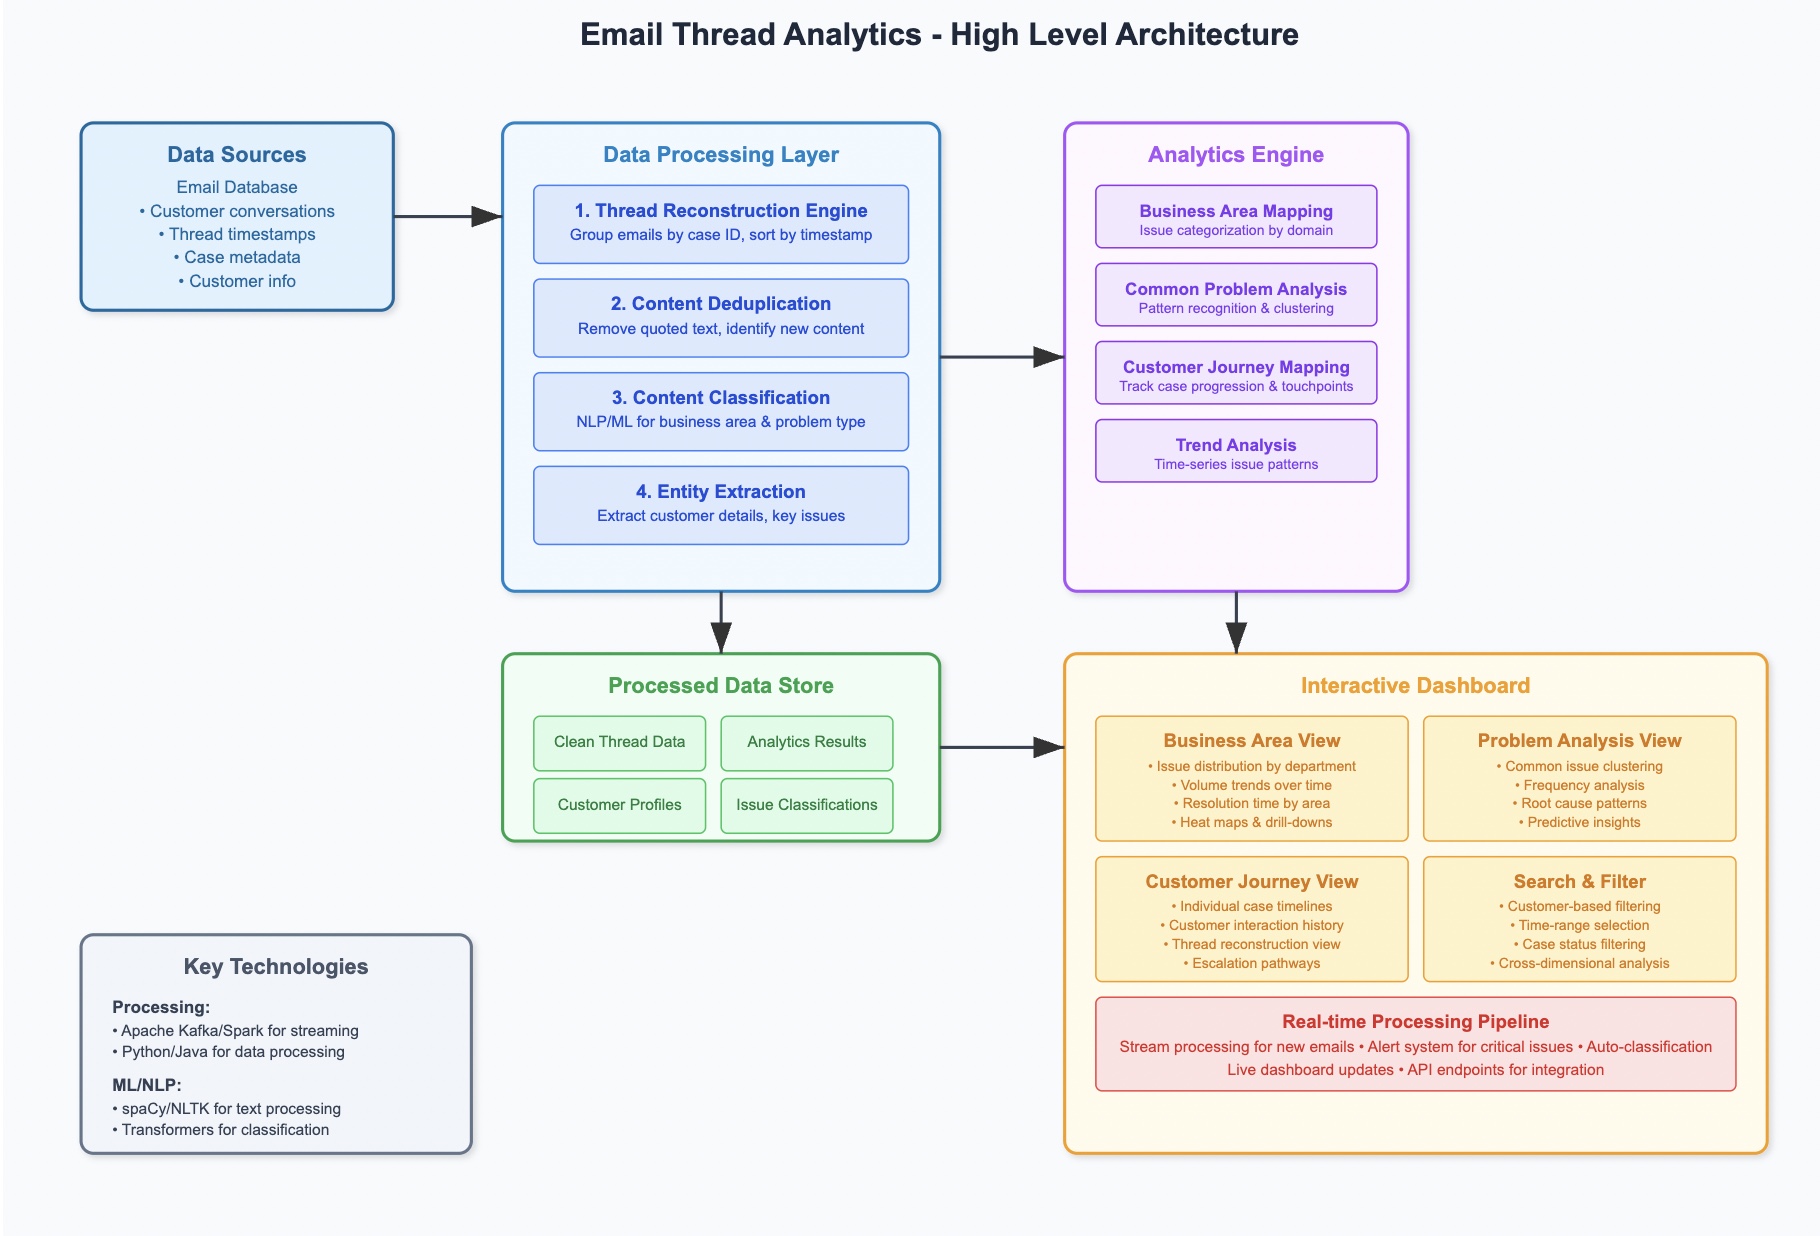 Email Thread Analytics - High Level Architecture
Data Sources
Email Database
• Customer conversations
• Thread timestamps
• Case metadata
• Customer info
Data Processing Layer
1. Thread Reconstruction Engine
Group emails by case ID, sort by timestamp
2. Content Deduplication
Remove quoted text, identify new content
3. Content Classification
NLP/ML for business area & problem type
4. Entity Extraction
Extract customer details, key issues
Analytics Engine
Business Area Mapping
Issue categorization by domain
Common Problem Analysis
Pattern recognition & clustering
Customer Journey Mapping
Track case progression & touchpoints
Trend Analysis
Time-series issue patterns
Processed Data Store
Clean Thread Data
Analytics Results
Customer Profiles
Issue Classifications
Interactive Dashboard
Business Area View
• Issue distribution by department
• Volume trends over time
• Resolution time by area
• Heat maps & drill-downs
Problem Analysis View
• Common issue clustering
• Frequency analysis
• Root cause patterns
• Predictive insights
Customer Journey View
• Individual case timelines
• Customer interaction history
• Thread reconstruction view
• Escalation pathways
Search & Filter
• Customer-based filtering
• Time-range selection
• Case status filtering
• Cross-dimensional analysis
Real-time Processing Pipeline
Stream processing for new emails • Alert system for critical issues • Auto-classification
Live dashboard updates • API endpoints for integration
Key Technologies
Processing:
• Apache Kafka/Spark for streaming
• Python/Java for data processing
ML/NLP:
• spaCy/NLTK for text processing
• Transformers for classification